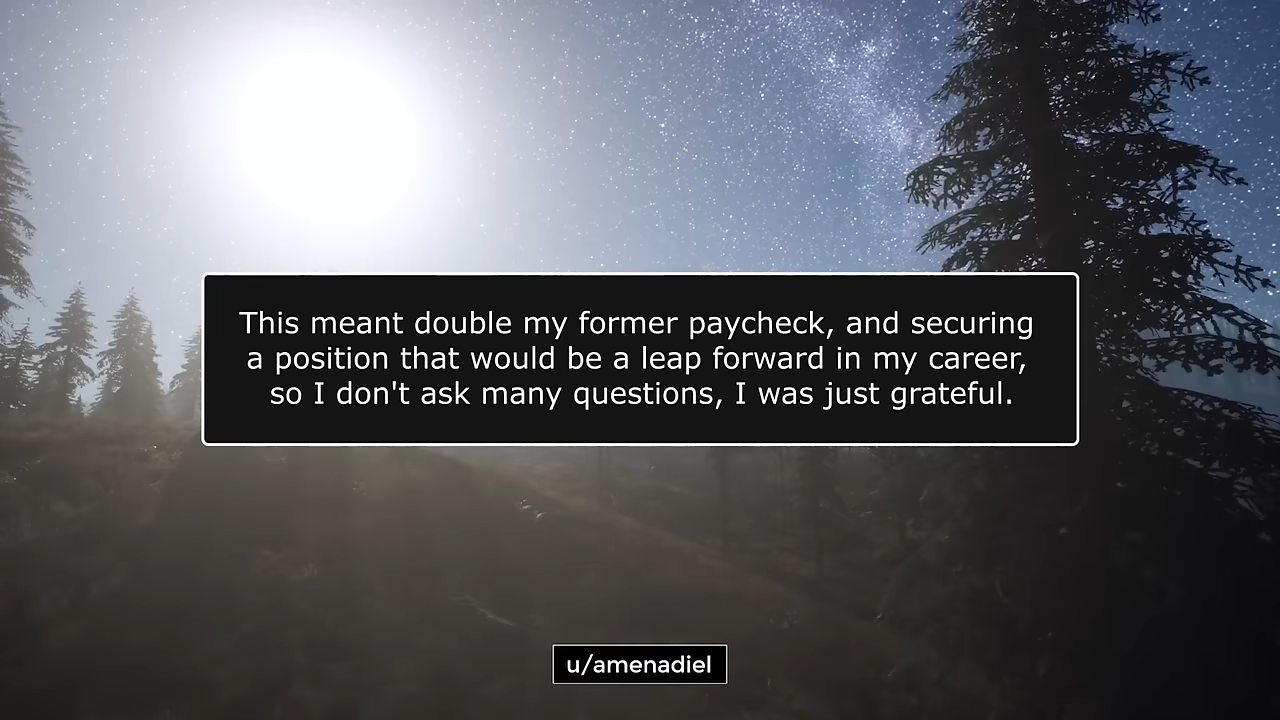 This meant double my former paycheck, and securing
a position that would be a leap forward in my career,
so I don't ask many questions, I was just grateful.
u/amenadiel